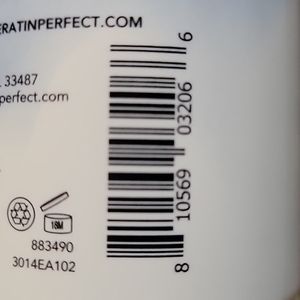 ERATINPERFECT.COM
33487
perfect.com
18M
883490
3014EA102
8 10569 03206 6